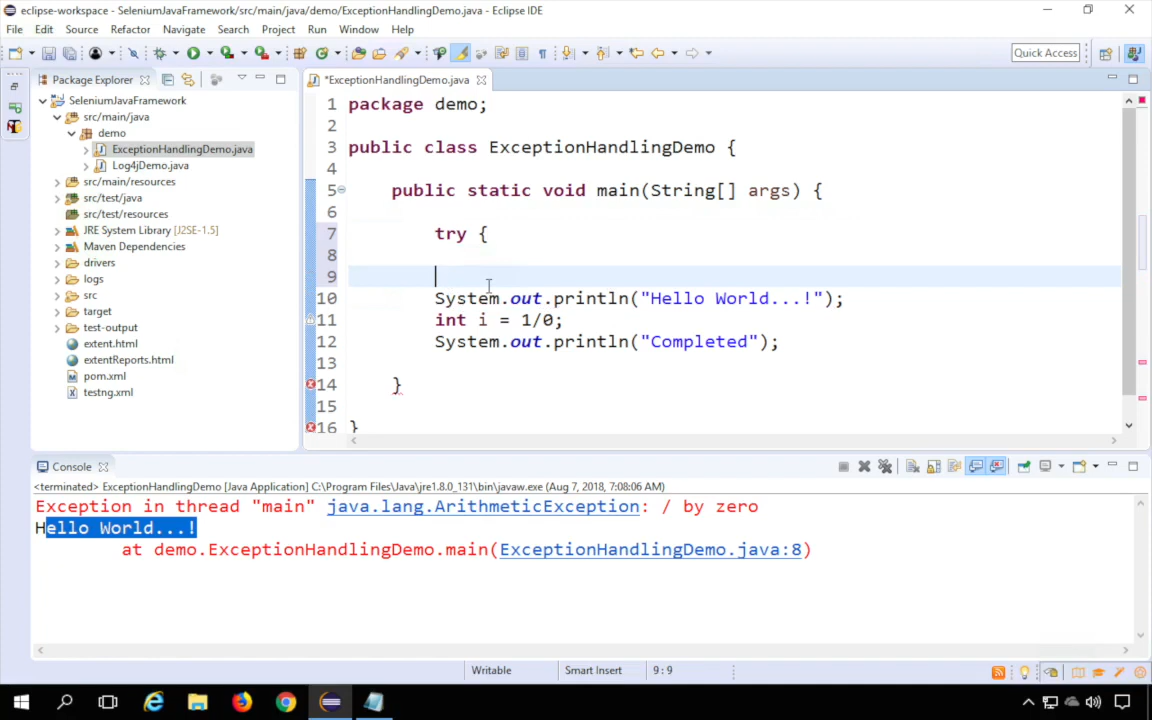 eclipse-workspace - SeleniumJavaFramework/src/main/java/demo/ExceptionHandlingDemo.java - Eclipse IDE
File Edit Source Refactor Navigate Search Project Run Window Help
Quick Access
Package Explorer
*ExceptionHandlingDemo.java
SeleniumJavaFramework
src/main/java
demo
ExceptionHandlingDemo.java
Log4jDemo.java
src/main/resources
src/test/java
src/test/resources
JRE System Library [J2SE-1.5]
Maven Dependencies
drivers
logs
src
target
test-output
extent.html
extentReports.html
pom.xml
testng.xml
1 package demo;
2
3 public class ExceptionHandlingDemo {
4
5 public static void main(String[] args) {
6
7 try {
8
9
10 System.out.println("Hello World...!");
11 int i = 1/0;
12 System.out.println("Completed");
13
14 }
15
16 }
Console
<terminated> ExceptionHandlingDemo [Java Application] C:\Program Files\Java\jre1.8.0_131\bin\javaw.exe (Aug 7, 2018, 7:08:06 AM)
Exception in thread "main" java.lang.ArithmeticException: / by zero
Hello World...!
at demo.ExceptionHandlingDemo.main(ExceptionHandlingDemo.java:8)
Writable Smart Insert 9 : 9